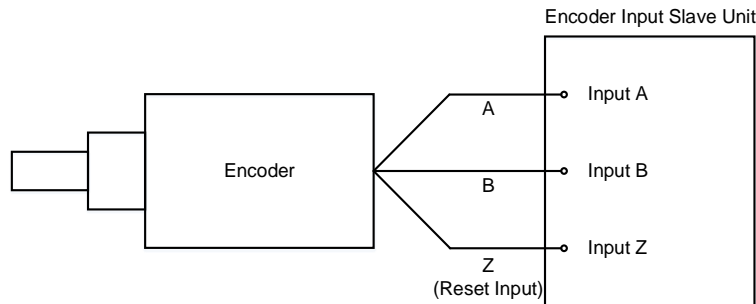 Encoder Input Slave Unit
Input A
A
Encoder
Input B
B
Input Z
Z
(Reset Input)